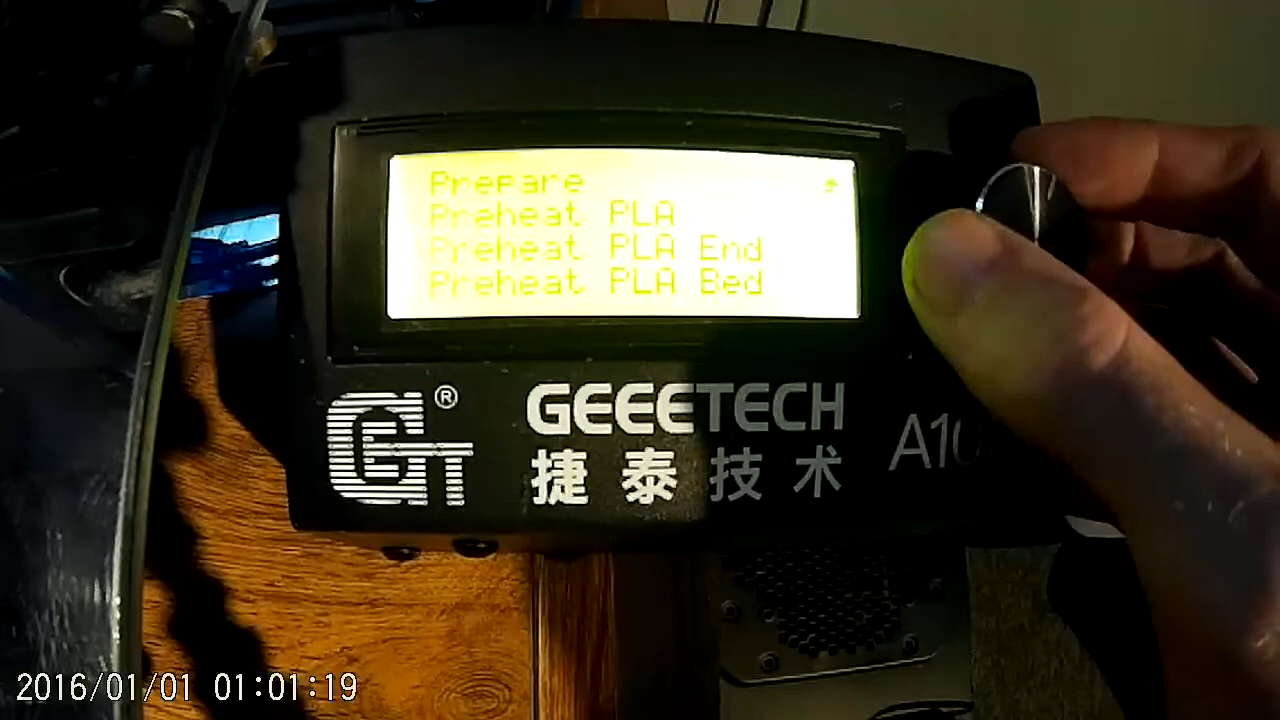 Prepare
Preheat PLA
Preheat PLA End
Preheat PLA Bed
GT ®
GEEETECH
捷泰技术
A10
2016/01/01 01:01:19